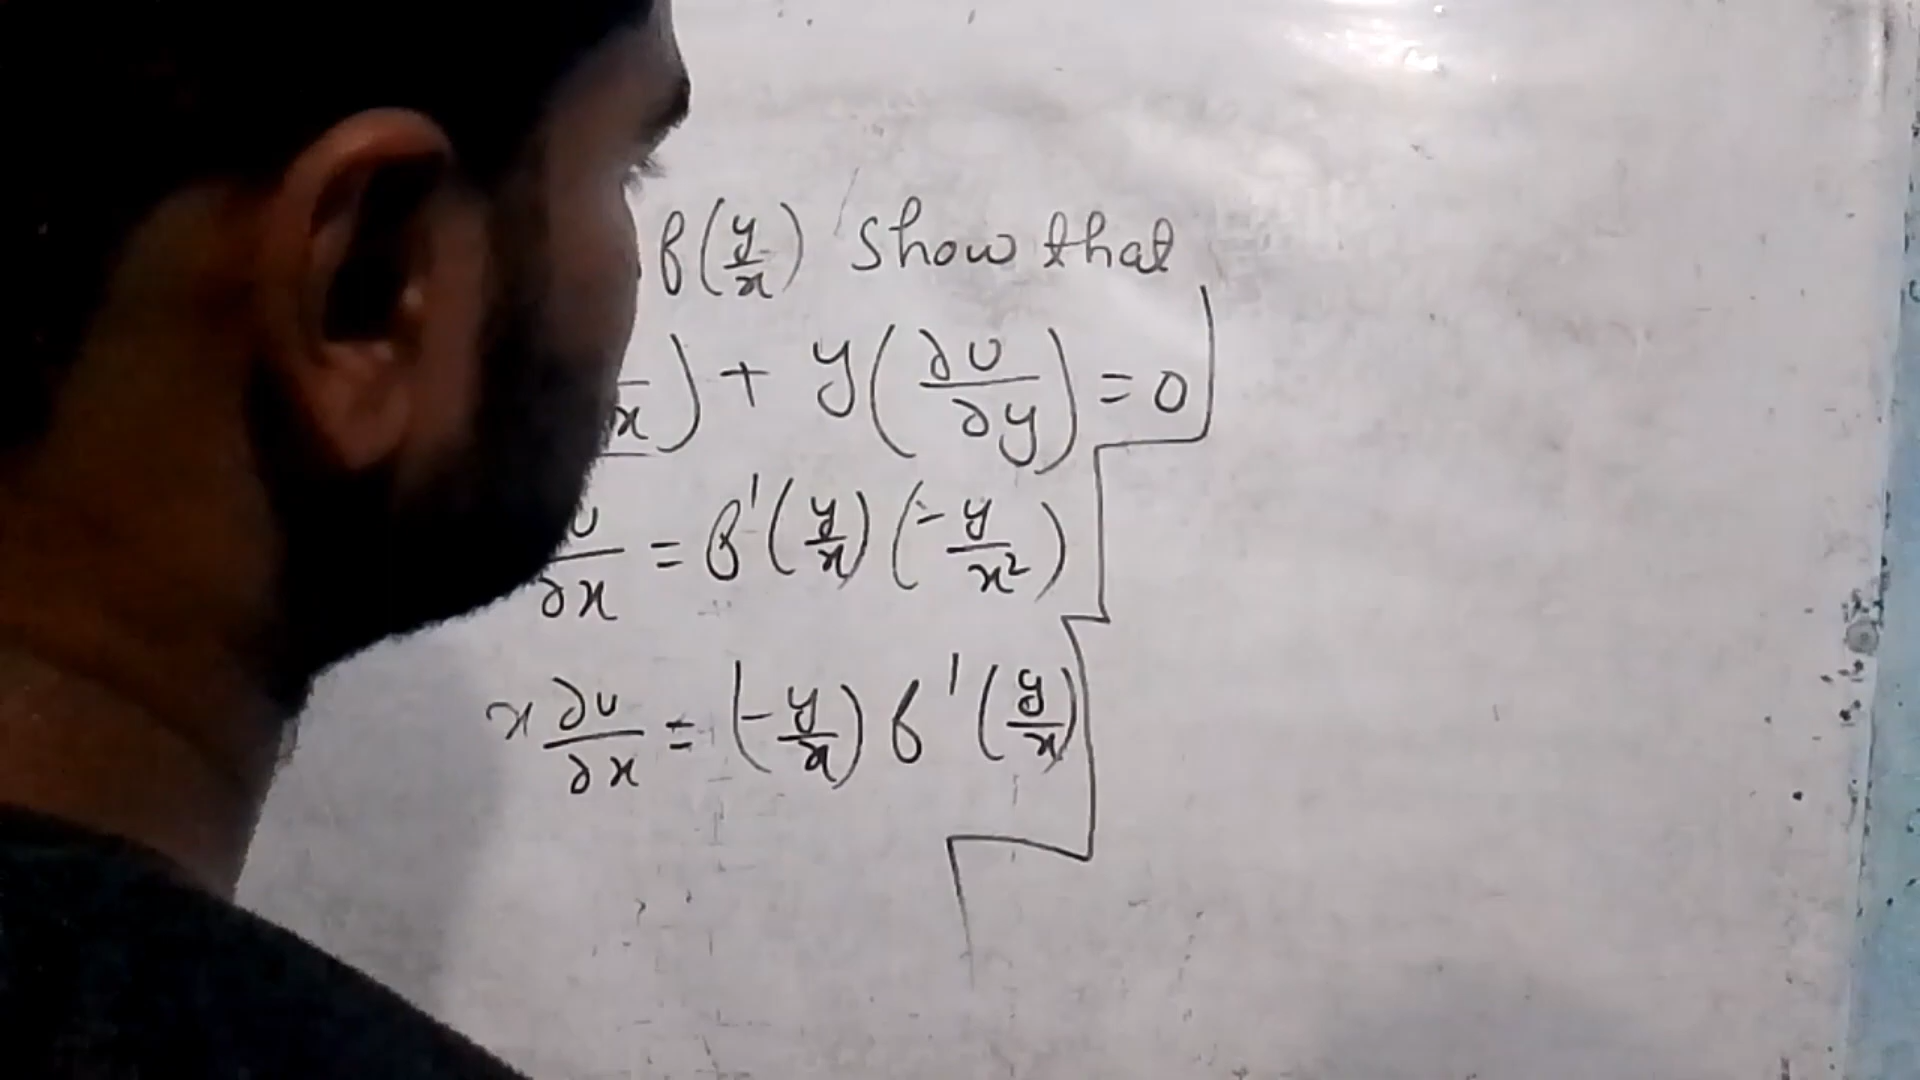 f(y/x) Show that
x) + y(∂u/∂y) = 0
u/∂x = f'(y/x)(-y/x²)
x ∂u/∂x = (-y/x) f'(y/x)